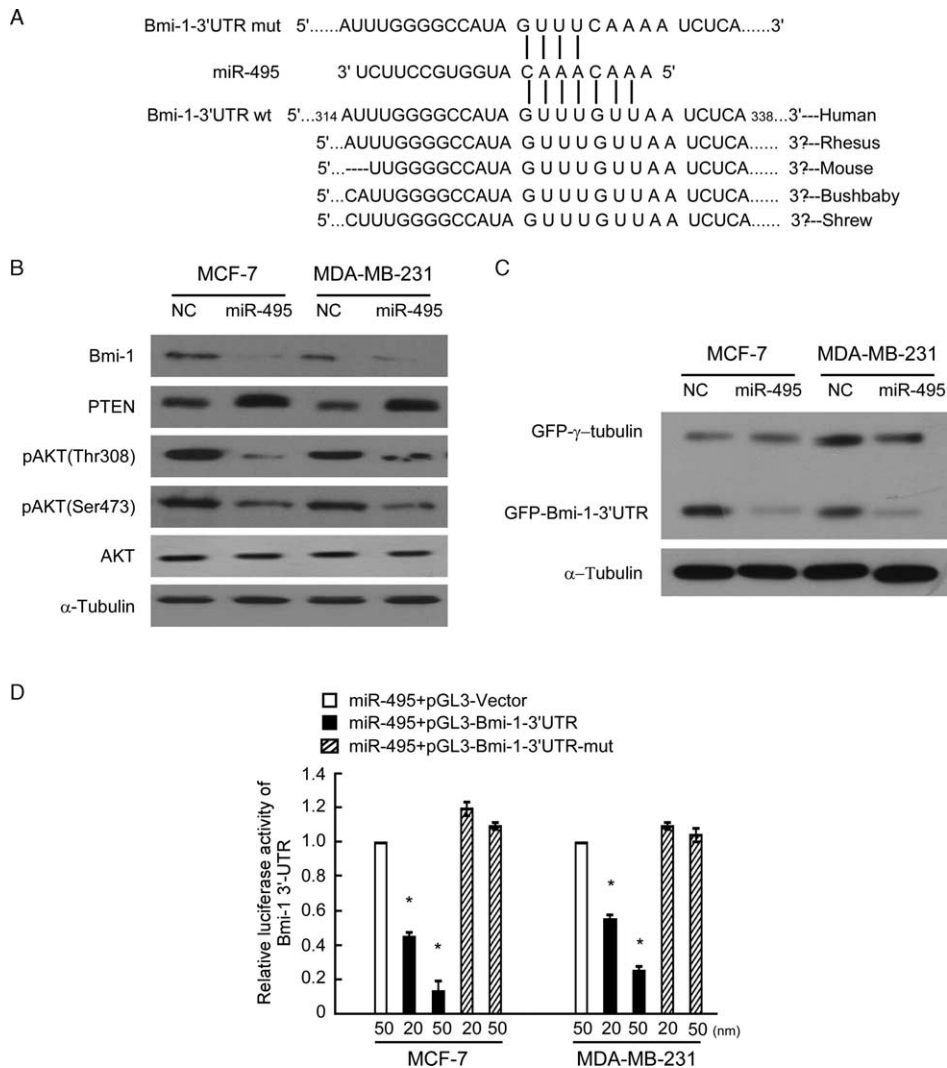 A
Bmi-1-3'UTR mut 5'......AUUUGGGGCCAUA G U U U C A A A A UCUCA......3'
miR-495 3' UCUUCCGUGGUA C A A A C A A A 5'
Bmi-1-3'UTR wt 5'...314 AUUUGGGGCCAUA G U U U G U U A A UCUCA 338...3'---Human
5'...AUUUGGGGCCAUA G U U U G U U A A UCUCA...... 3?---Rhesus
5'...----UUGGGGCCAUA G U U U G U U A A UCUCA...... 3?---Mouse
5'...CAUUGGGGCCAUA G U U U G U U A A UCUCA...... 3?---Bushbaby
5'...CUUUGGGGCCAUA G U U U G U U A A UCUCA...... 3?---Shrew
B
MCF-7 MDA-MB-231
NC miR-495 NC miR-495
Bmi-1
PTEN
pAKT(Thr308)
pAKT(Ser473)
AKT
α-Tubulin
C
MCF-7 MDA-MB-231
NC miR-495 NC miR-495
GFP-γ-tubulin
GFP-Bmi-1-3'UTR
α-Tubulin
D
miR-495+pGL3-Vector
miR-495+pGL3-Bmi-1-3'UTR
miR-495+pGL3-Bmi-1-3'UTR-mut
Relative luciferase activity of
Bmi-1 3'-UTR
1.4
1.2
1.0
0.8
0.6
0.4
0.2
0
* * * *
50 20 50 20 50 50 20 50 20 50 (nm)
MCF-7 MDA-MB-231